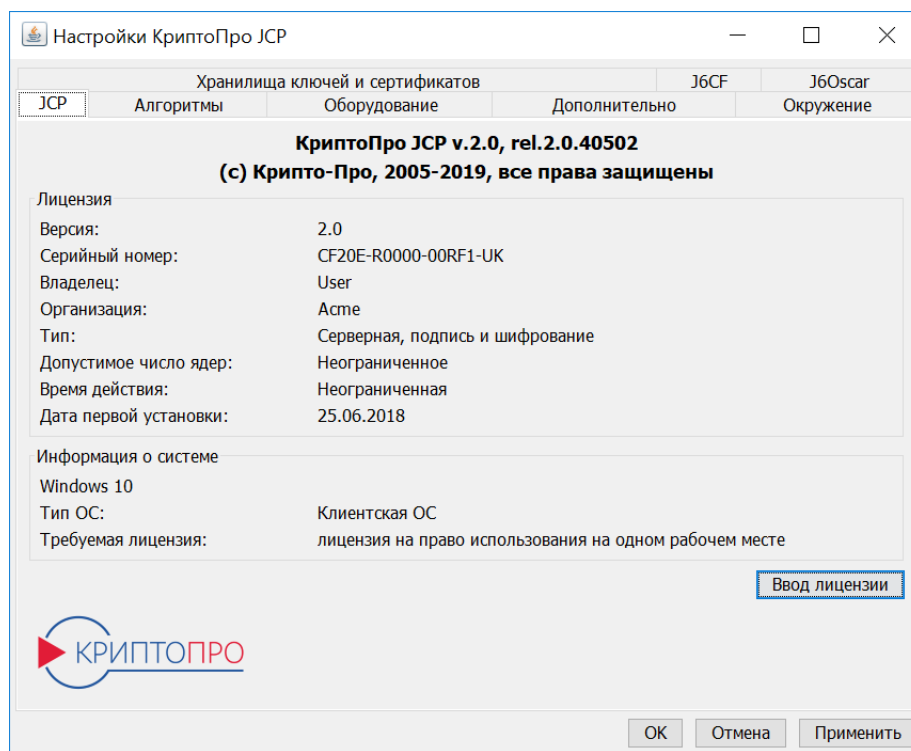 Настройки КриптоПро JCP
Хранилища ключей и сертификатов J6CF J6Oscar
JCP Алгоритмы Оборудование Дополнительно Окружение
КриптоПро JCP v.2.0, rel.2.0.40502
(c) Крипто-Про, 2005-2019, все права защищены
Лицензия
Версия: 2.0
Серийный номер: CF20E-R0000-00RF1-UK
Владелец: User
Организация: Acme
Тип: Серверная, подпись и шифрование
Допустимое число ядер: Неограниченное
Время действия: Неограниченная
Дата первой установки: 25.06.2018
Информация о системе
Windows 10
Тип ОС: Клиентская ОС
Требуемая лицензия: лицензия на право использования на одном рабочем месте
Ввод лицензии
КРИПТОПРО
OK Отмена Применить